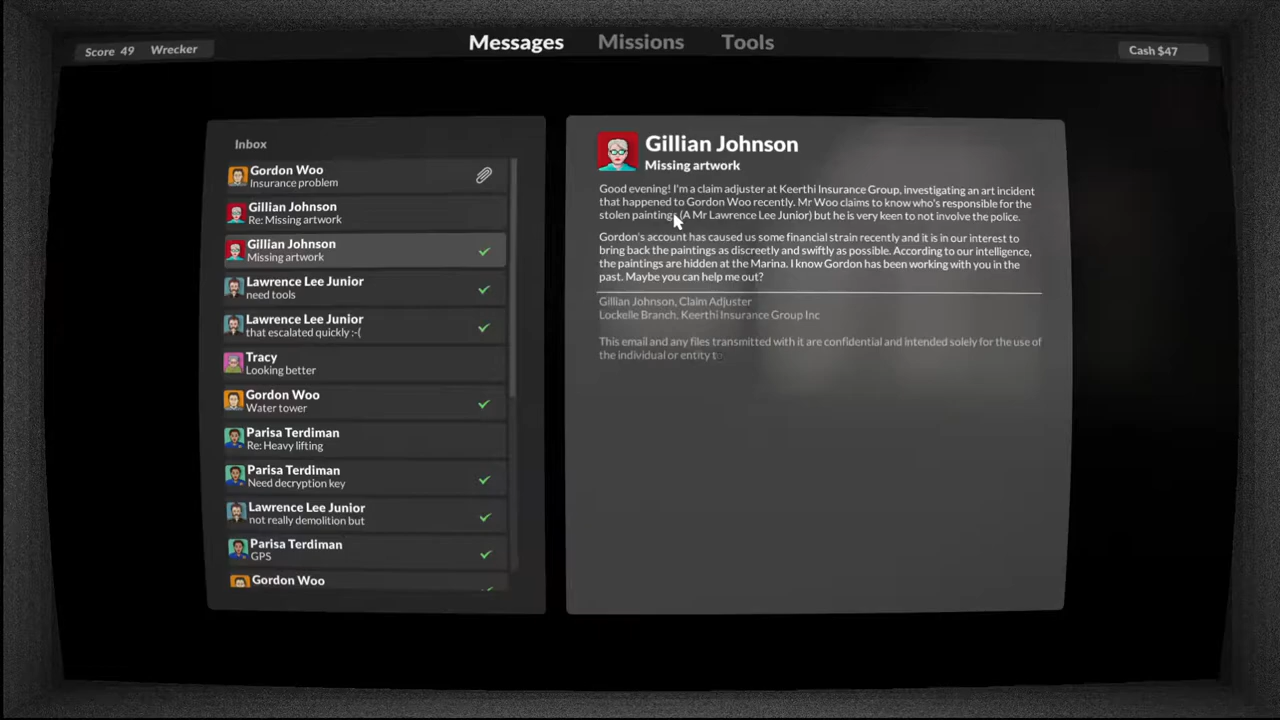 Score 49 Wrecker
Messages Missions Tools
Cash $47
Inbox
Gordon Woo
Insurance problem
Gillian Johnson
Re: Missing artwork
Gillian Johnson
Missing artwork
Lawrence Lee Junior
need tools
Lawrence Lee Junior
that escalated quickly :-(
Tracy
Looking better
Gordon Woo
Water tower
Parisa Terdiman
Re: Heavy lifting
Parisa Terdiman
Need decryption key
Lawrence Lee Junior
not really demolition but
Parisa Terdiman
GPS
Gordon Woo
Gillian Johnson
Missing artwork
Good evening! I'm a claim adjuster at Keerthi Insurance Group, investigating an art incident
that happened to Gordon Woo recently. Mr Woo claims to know who's responsible for the
stolen paintings (A Mr Lawrence Lee Junior) but he is very keen to not involve the police.
Gordon's account has caused us some financial strain recently and it is in our interest to
bring back the paintings as discreetly and swiftly as possible. According to our intelligence,
the paintings are hidden at the Marina. I know Gordon has been working with you in the
past. Maybe you can help me out?
Gillian Johnson, Claim Adjuster
Lockelle Branch, Keerthi Insurance Group Inc
This email and any files transmitted with it are confidential and intended solely for the use of
the individual or entity to